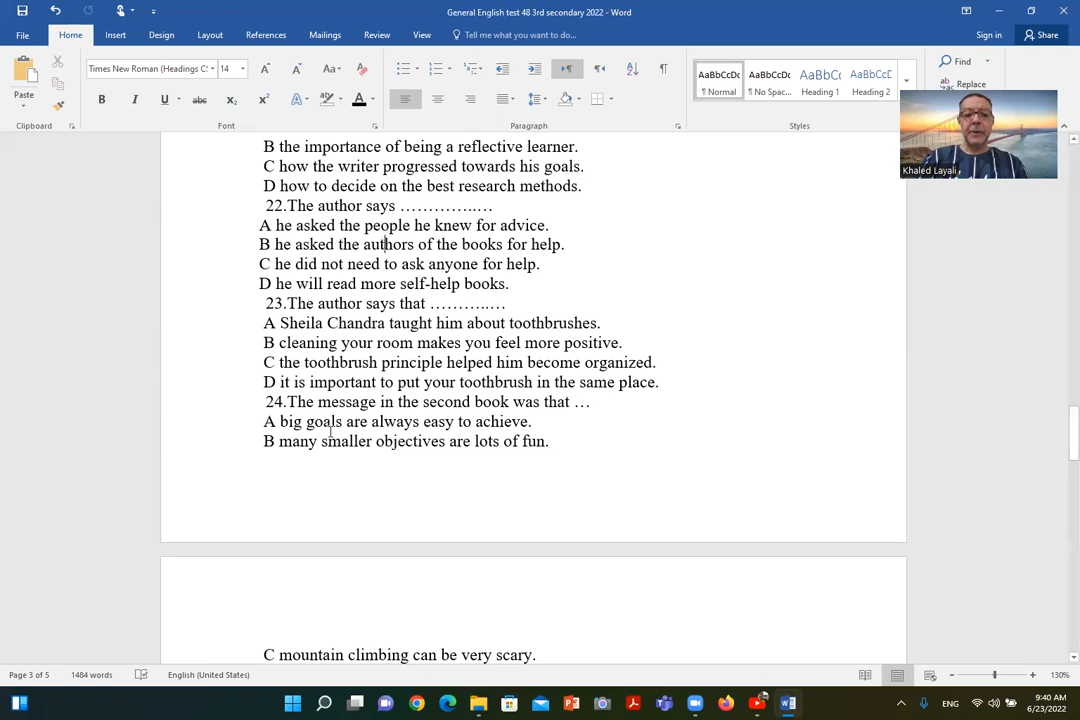 General English test 48 3rd secondary 2022 - Word
File Home Insert Design Layout References Mailings Review View Tell me what you want to do... Sign in Share
Paste
Times New Roman (Headings C 14
AaBbCcDc AaBbCcDc AaBbCc AaBbCcD
¶ Normal ¶ No Spac... Heading 1 Heading 2
Find
Replace
Clipboard Font Paragraph Styles
Khaled Layali
B the importance of being a reflective learner.
C how the writer progressed towards his goals.
D how to decide on the best research methods.
22.The author says …………..…
A he asked the people he knew for advice.
B he asked the authors of the books for help.
C he did not need to ask anyone for help.
D he will read more self-help books.
23.The author says that ………..…
A Sheila Chandra taught him about toothbrushes.
B cleaning your room makes you feel more positive.
C the toothbrush principle helped him become organized.
D it is important to put your toothbrush in the same place.
24.The message in the second book was that …
A big goals are always easy to achieve.
B many smaller objectives are lots of fun.
C mountain climbing can be very scary.
Page 3 of 5 1484 words English (United States) 130%
ENG 9:40 AM
6/23/2022